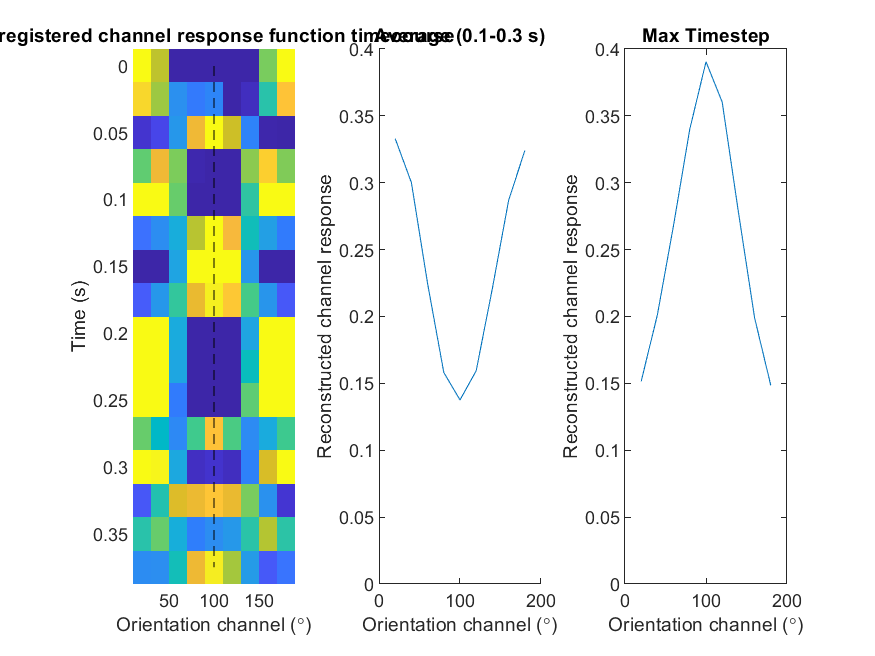 registered channel response function timecourse
Average (0.1-0.3 s)
Max Timestep
0
0.05
0.1
0.15
0.2
0.25
0.3
0.35
Time (s)
50 100 150
Orientation channel (°)
0.4
0.35
0.3
0.25
0.2
0.15
0.1
0.05
0
Reconstructed channel response
0 100 200
Orientation channel (°)
0.4
0.35
0.3
0.25
0.2
0.15
0.1
0.05
0
Reconstructed channel response
0 100 200
Orientation channel (°)